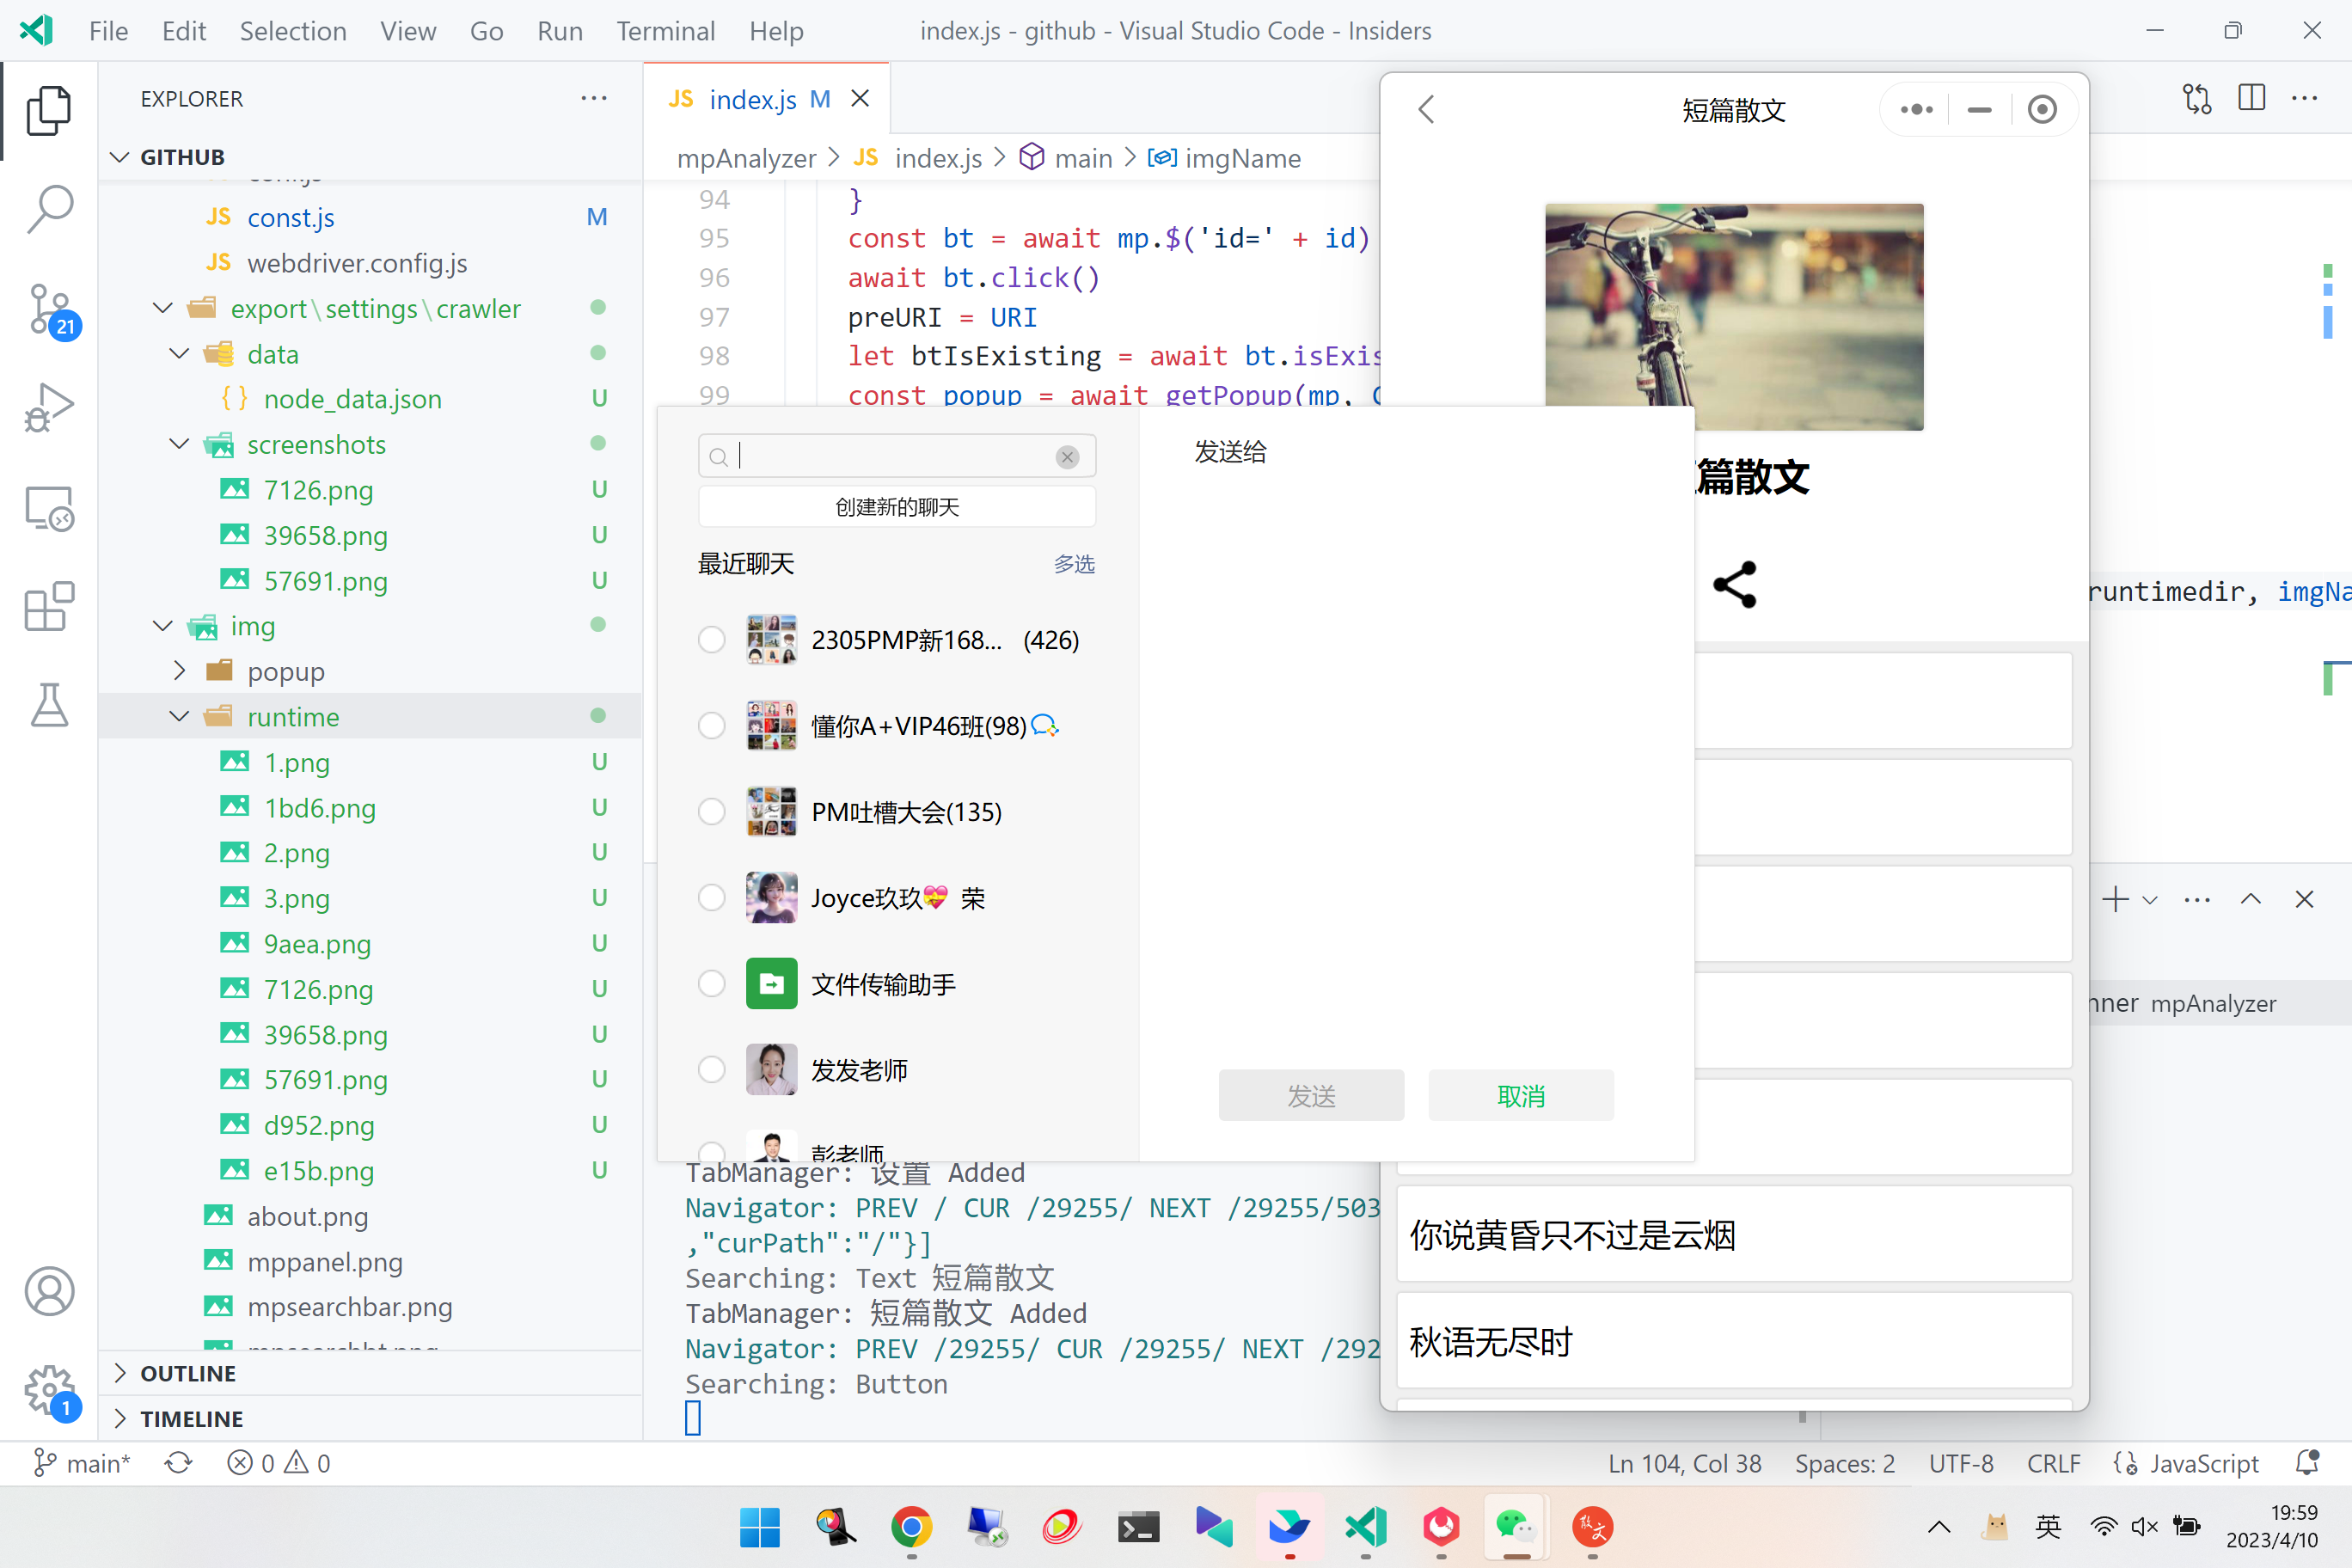 File Edit Selection View Go Run Terminal Help
index.js - github - Visual Studio Code - Insiders
EXPLORER
GITHUB
JS const.js M
JS webdriver.config.js
export\settings\crawler
data
{ } node_data.json U
screenshots
7126.png U
39658.png U
57691.png U
img
popup
runtime
1.png U
1bd6.png U
2.png U
3.png U
9aea.png U
7126.png U
39658.png U
57691.png U
d952.png U
e15b.png U
about.png
mppanel.png
mpsearchbar.png
OUTLINE
TIMELINE
21
1
JS index.js M
mpAnalyzer > JS index.js > main > imgName
94 }
95 const bt = await mp.$('id=' + id)
96 await bt.click()
97 preURI = URI
98 let btIsExisting = await bt.isExis
99 const popup = await getPopup(mp,
runtimedir, imgNa
mpAnalyzer
创建新的聊天
最近聊天 多选
2305PMP新168... (426)
懂你A+VIP46班(98)
PM吐槽大会(135)
Joyce玖玖💝 荣
文件传输助手
发发老师
彭老师
发送给
发送 取消
短篇散文
篇散文
你说黄昏只不过是云烟
秋语无尽时
TabManager: 设置 Added
Navigator: PREV / CUR /29255/ NEXT /29255/503
,"curPath":"/"}]
Searching: Text 短篇散文
TabManager: 短篇散文 Added
Navigator: PREV /29255/ CUR /29255/ NEXT /292
Searching: Button
main* 0 0
Ln 104, Col 38 Spaces: 2 UTF-8 CRLF JavaScript
散文
英
19:59
2023/4/10